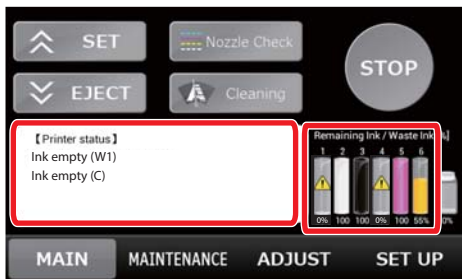 SET
Nozzle Check
STOP
EJECT
Cleaning
【Printer status】
Ink empty (W1)
Ink empty (C)
Remaining Ink / Waste Ink
%]
1 2 3 4 5 6
0% 100 100 0% 100 55% 0%
MAIN MAINTENANCE ADJUST SET UP